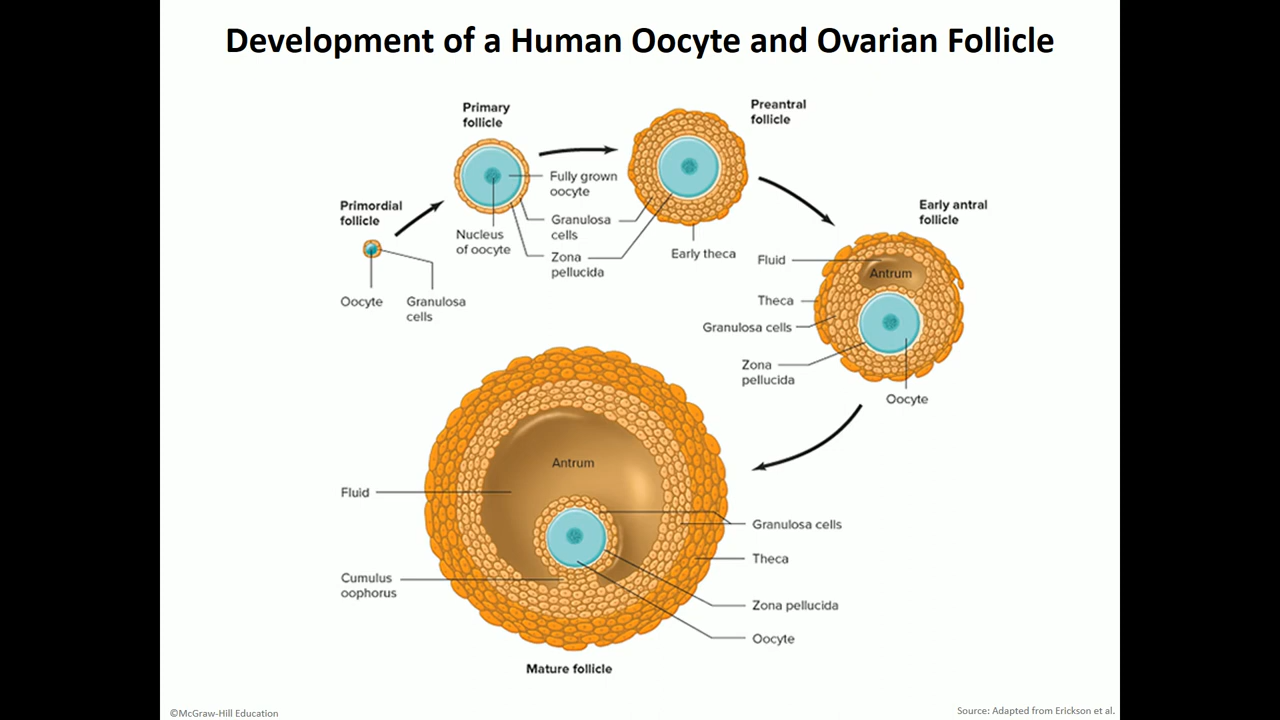 Development of a Human Oocyte and Ovarian Follicle
Primary
follicle
Preantral
follicle
Fully grown
oocyte
Primordial
follicle
Early antral
follicle
Granulosa
cells
Nucleus
of oocyte
Zona
pellucida
Early theca
Fluid
Antrum
Oocyte
Granulosa
cells
Theca
Granulosa cells
Zona
pellucida
Oocyte
Antrum
Fluid
Granulosa cells
Theca
Cumulus
oophorus
Zona pellucida
Oocyte
Mature follicle
©McGraw-Hill Education
Source: Adapted from Erickson et al.